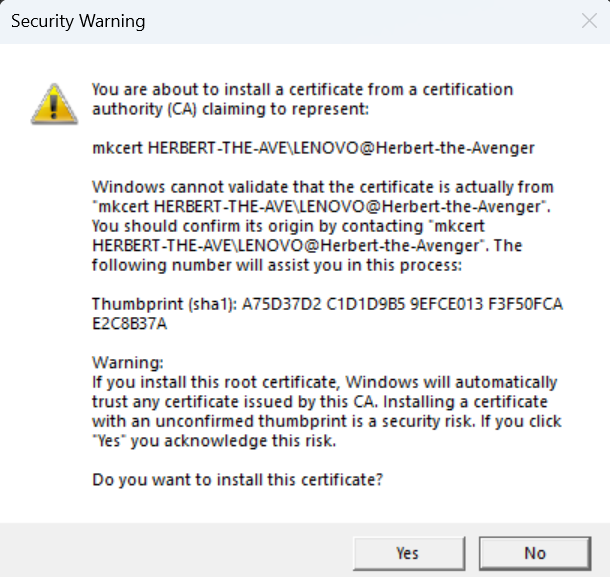 Security Warning
You are about to install a certificate from a certification
authority (CA) claiming to represent:
mkcert HERBERT-THE-AVE\LENOVO@Herbert-the-Avenger
Windows cannot validate that the certificate is actually from
"mkcert HERBERT-THE-AVE\LENOVO@Herbert-the-Avenger".
You should confirm its origin by contacting "mkcert
HERBERT-THE-AVE\LENOVO@Herbert-the-Avenger". The
following number will assist you in this process:
Thumbprint (sha1): A75D37D2 C1D1D9B5 9EFCE013 F3F50FCA
E2C8B37A
Warning:
If you install this root certificate, Windows will automatically
trust any certificate issued by this CA. Installing a certificate
with an unconfirmed thumbprint is a security risk. If you click
"Yes" you acknowledge this risk.
Do you want to install this certificate?
Yes
No